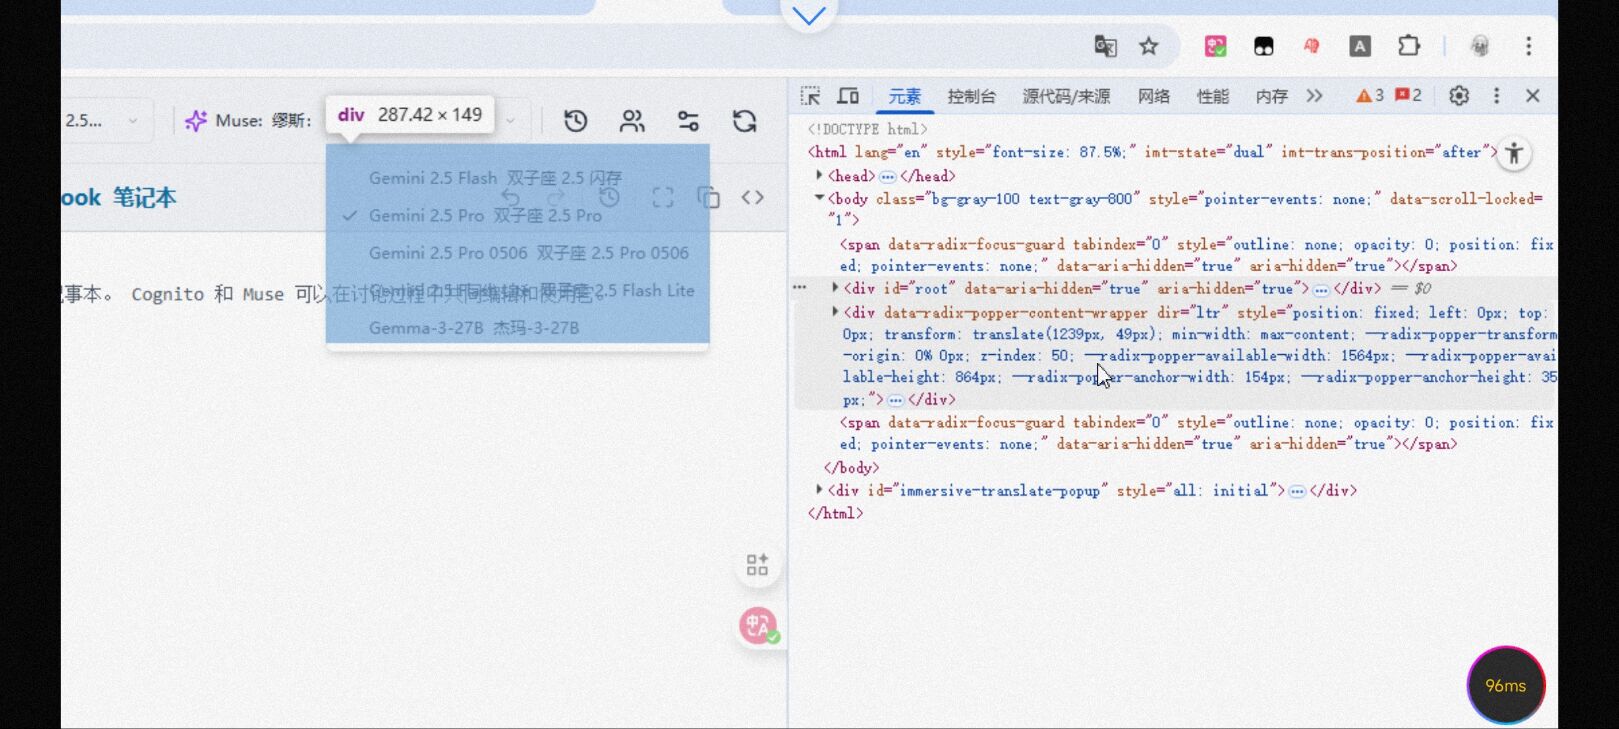 2.5...
Muse: 缪斯:
div 287.42 × 149
ook 笔记本
Gemini 2.5 Flash 双子座 2.5 闪存
Gemini 2.5 Pro 双子座 2.5 Pro
Gemini 2.5 Pro 0506 双子座 2.5 Pro 0506
2.5 Flash Lite
事本。 Cognito 和 Muse 可以在讨论过程中共同编辑和使用它。
Gemma-3-27B 杰玛-3-27B
A
元素 控制台 源代码/来源 网络 性能 内存 >> 3 2
<!DOCTYPE html>
<html lang="en" style="font-size: 87.5%;" imt-state="dual" imt-trans-position="after">
<head>…</head>
<body class="bg-gray-100 text-gray-800" style="pointer-events: none;" data-scroll-locked=
"1">
<span data-radix-focus-guard tabindex="0" style="outline: none; opacity: 0; position: fix
ed; pointer-events: none;" data-aria-hidden="true" aria-hidden="true"></span>
<div id="root" data-aria-hidden="true" aria-hidden="true">…</div> == $0
<div data-radix-popper-content-wrapper dir="ltr" style="position: fixed; left: 0px; top:
0px; transform: translate(1239px, 49px); min-width: max-content; --radix-popper-transform
-origin: 0% 0px; z-index: 50; --radix-popper-available-width: 1564px; --radix-popper-avai
lable-height: 864px; --radix-popper-anchor-width: 154px; --radix-popper-anchor-height: 35
px;">…</div>
<span data-radix-focus-guard tabindex="0" style="outline: none; opacity: 0; position: fix
ed; pointer-events: none;" data-aria-hidden="true" aria-hidden="true"></span>
</body>
<div id="immersive-translate-popup" style="all: initial">…</div>
</html>
96ms